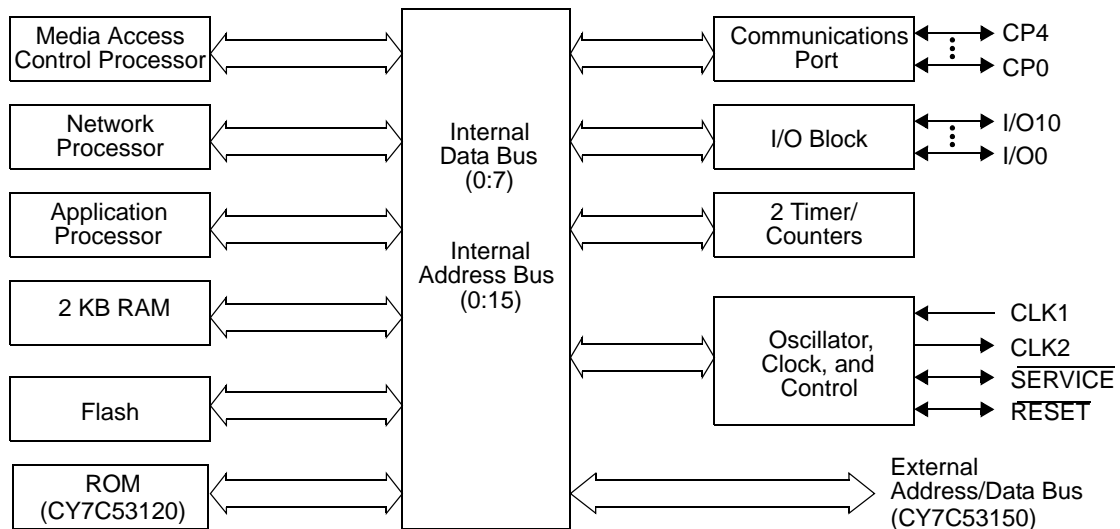 Media Access
Control Processor
Network
Processor
Application
Processor
2 KB RAM
Flash
ROM
(CY7C53120)
Internal
Data Bus
(0:7)
Internal
Address Bus
(0:15)
Communications
Port
CP4
CP0
I/O Block
I/O10
I/O0
2 Timer/
Counters
Oscillator,
Clock, and
Control
CLK1
CLK2
SERVICE
RESET
External
Address/Data Bus
(CY7C53150)